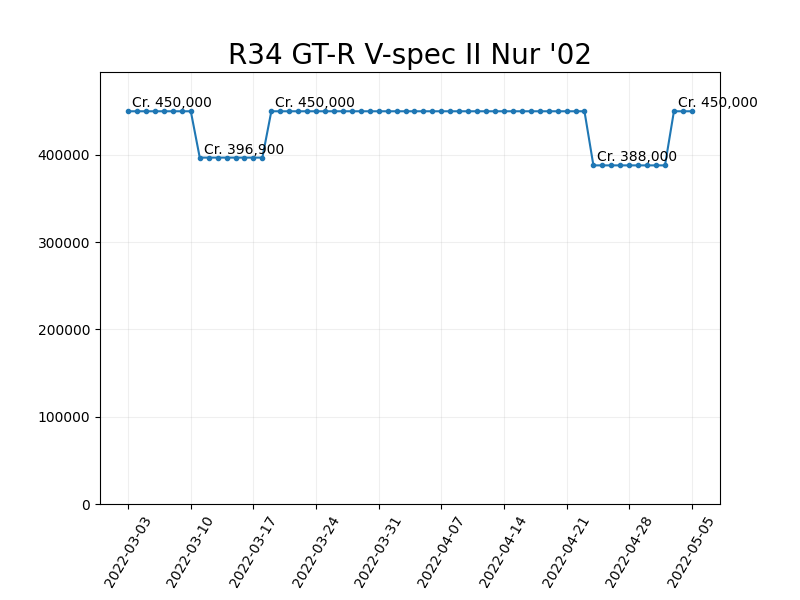 R34 GT-R V-spec II Nur '02
Cr. 450,000
Cr. 450,000
Cr. 450,000
Cr. 396,900
Cr. 388,000
400000
300000
200000
100000
0
2022-03-03
2022-03-10
2022-03-17
2022-03-24
2022-03-31
2022-04-07
2022-04-14
2022-04-21
2022-04-28
2022-05-05